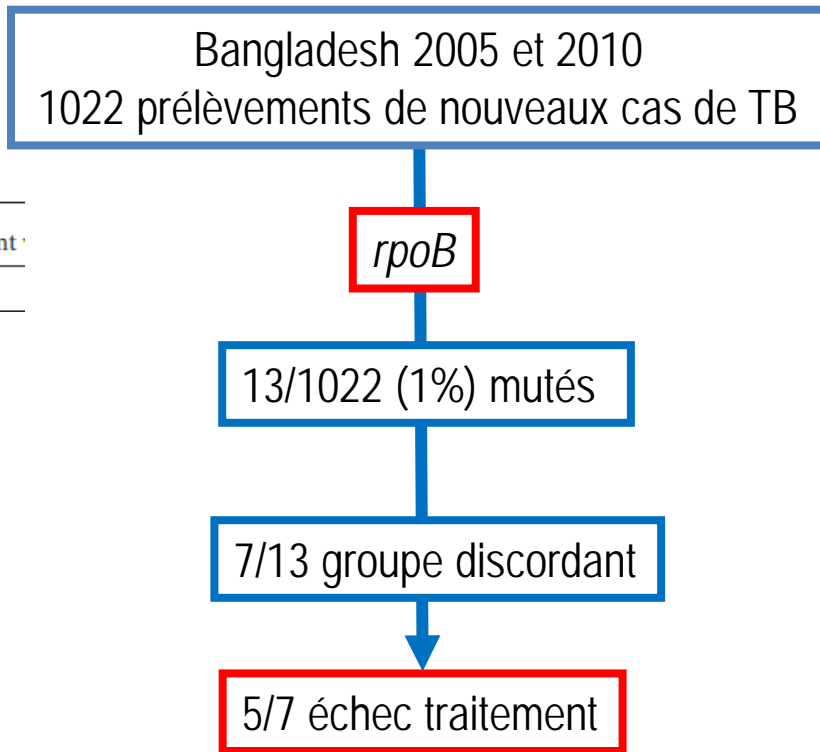 Bangladesh 2005 et 2010
1022 prélèvements de nouveaux cas de TB
nt
rpoB
13/1022 (1%) mutés
7/13 groupe discordant
5/7 échec traitement